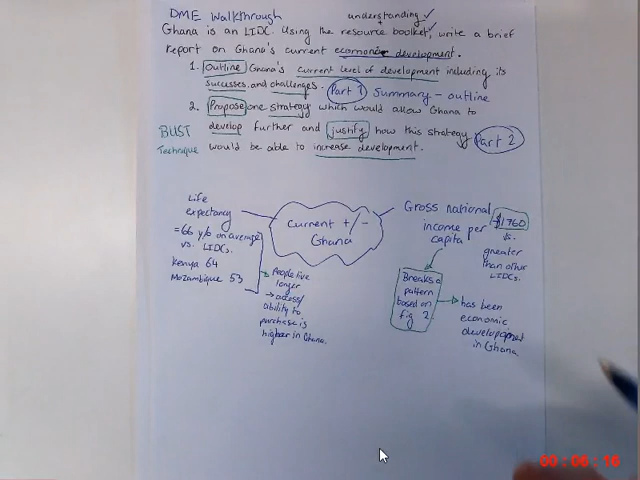 DME Walkthrough
understanding ✓
+
Ghana is an LIDC. Using the resource booklet, write a brief
report on Ghana's current economic development.
1. Outline Ghana's current level of development including its
successes and challenges. Part 1 Summary - outline
2. Propose one strategy which would allow Ghana to
develop further and justify how this strategy
would be able to increase development.
Part 2
BUST
Technique
Life
expectancy
=66 y/o on average
vs. LIDCs.
Kenya 64
Mozambique 53
People live
longer
→ access/
ability to
purchase is
higher in Ghana.
Current +/-
Ghana
Gross national
income per
capita
$1760
vs.
greater
than other
LIDCs.
Breaks a
pattern
based on
fig 2.
has been
economic
development
in Ghana.
00:06:16